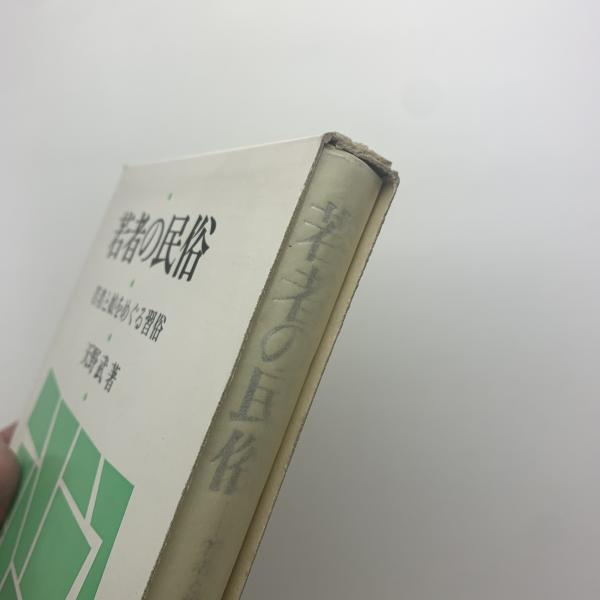 若者の民俗
若者と娘をめぐる習俗
天野武 著
若者の民俗